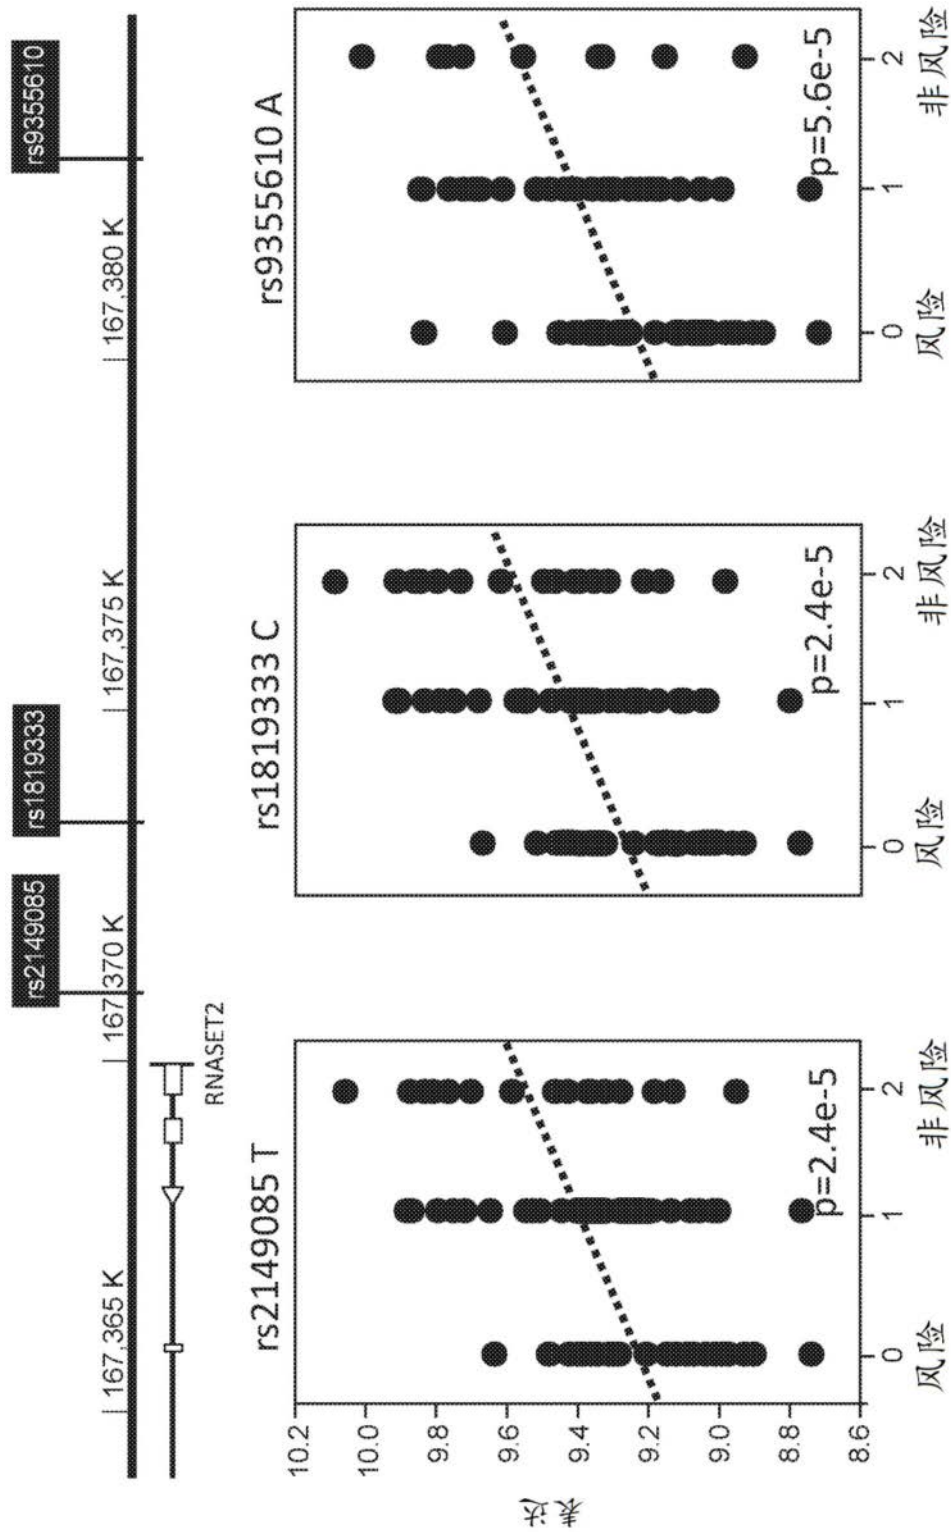 rs2149085
rs1819333
rs9355610
167,365 K
167,370 K
167,375 K
167,380 K
RNASET2
rs2149085 T
rs1819333 C
rs9355610 A
表达
10.2
10.0
9.8
9.6
9.4
9.2
9.0
8.8
8.6
p=2.4e-5
p=2.4e-5
p=5.6e-5
0 1 2
0 1 2
0 1 2
风险 非风险
风险 非风险
风险 非风险